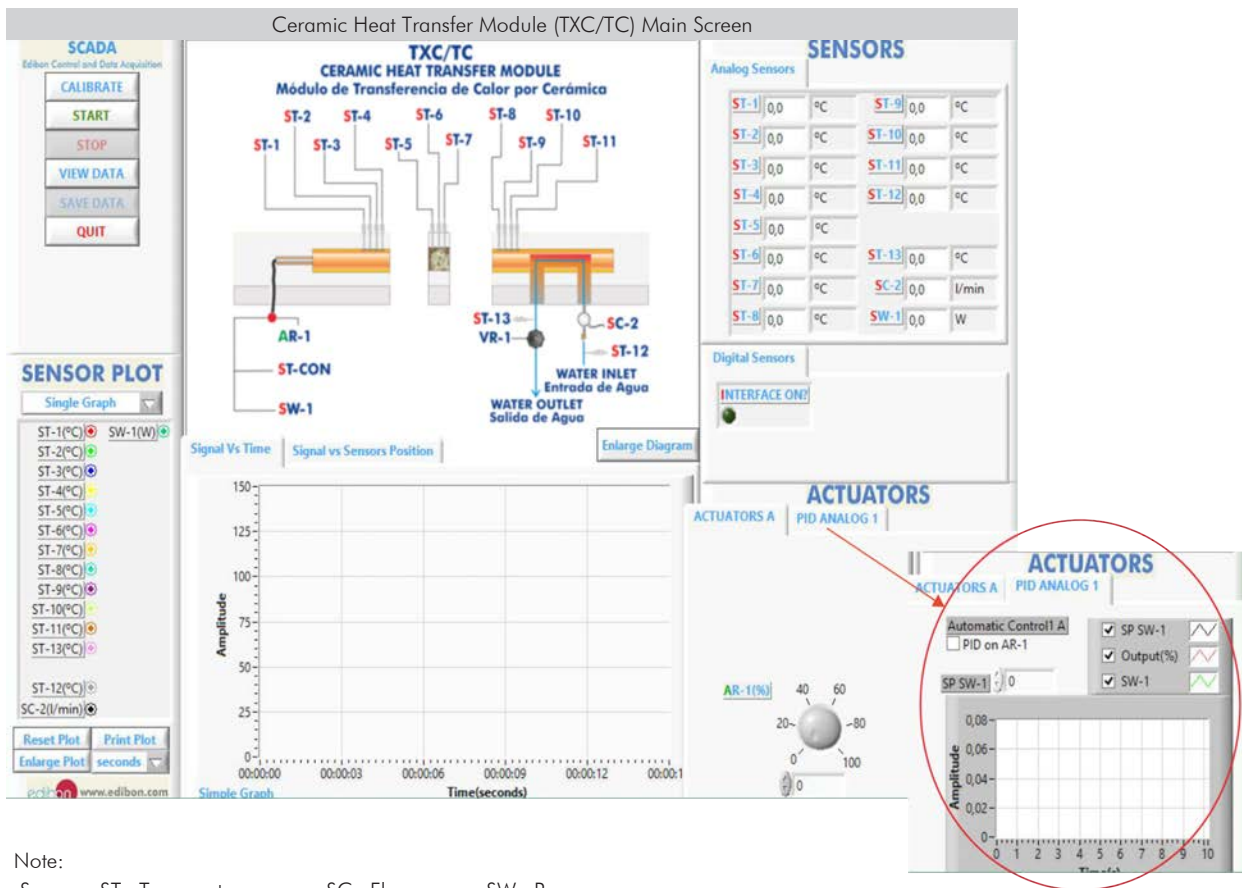 Ceramic Heat Transfer Module (TXC/TC) Main Screen
SCADA
Edibon Control and Data Acquisition
CALIBRATE
START
STOP
VIEW DATA
SAVE DATA
QUIT
TXC/TC
CERAMIC HEAT TRANSFER MODULE
Módulo de Transferencia de Calor por Cerámica
ST-2 ST-4 ST-6 ST-8 ST-10
ST-1 ST-3 ST-5 ST-7 ST-9 ST-11
AR-1
ST-CON
SW-1
ST-13
VR-1
SC-2
ST-12
WATER INLET
Entrada de Agua
WATER OUTLET
Salida de Agua
SENSORS
Analog Sensors
ST-1 0,0 ºC ST-9 0,0 ºC
ST-2 0,0 ºC ST-10 0,0 ºC
ST-3 0,0 ºC ST-11 0,0 ºC
ST-4 0,0 ºC ST-12 0,0 ºC
ST-5 0,0 ºC
ST-6 0,0 ºC ST-13 0,0 ºC
ST-7 0,0 ºC SC-2 0,0 l/min
ST-8 0,0 ºC SW-1 0,0 W
Digital Sensors
INTERFACE ON?
SENSOR PLOT
Single Graph
ST-1(ºC) SW-1(W)
ST-2(ºC)
ST-3(ºC)
ST-4(ºC)
ST-5(ºC)
ST-6(ºC)
ST-7(ºC)
ST-8(ºC)
ST-9(ºC)
ST-10(ºC)
ST-11(ºC)
ST-13(ºC)
ST-12(ºC)
SC-2(l/min)
Reset Plot Print Plot
Enlarge Plot seconds
edibon www.edibon.com
Signal Vs Time Signal vs Sensors Position
Enlarge Diagram
Amplitude
150
125
100
75
50
25
0
00:00:00 00:00:03 00:00:06 00:00:09 00:00:12 00:00:1
Simple Graph Time(seconds)
ACTUATORS
ACTUATORS A PID ANALOG 1
AR-1(%)
40 60
20 80
0 100
0
ACTUATORS
ACTUATORS A PID ANALOG 1
Automatic Control1 A
PID on AR-1
SP SW-1
Output(%)
SW-1
SP SW-1 0
Amplitude
0,08
0,06
0,04
0,02
0
0 1 2 3 4 5 6 7 8 9 10
Note: